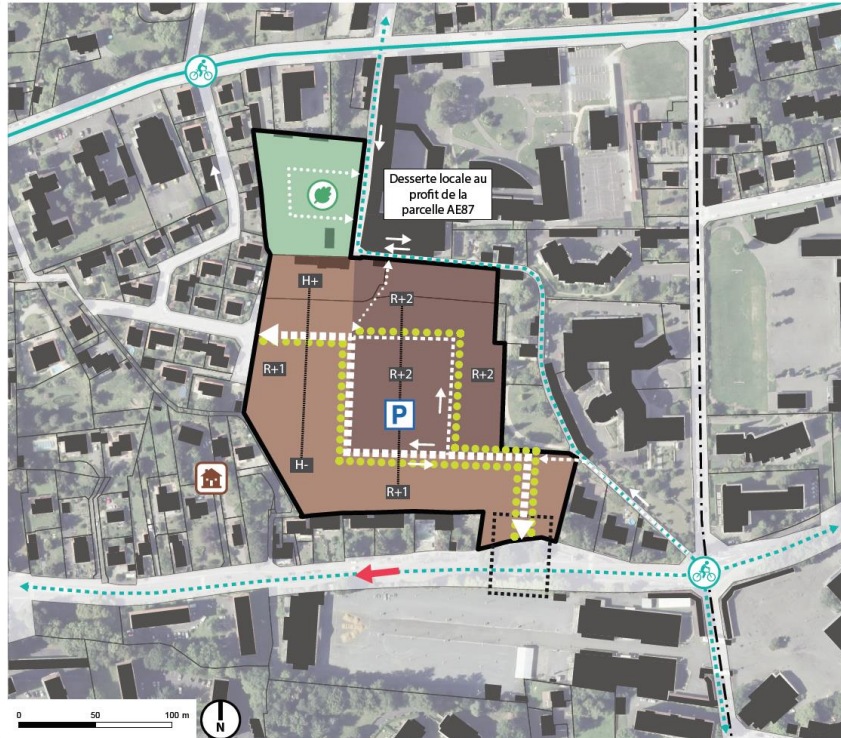 Desserte locale au
profit de la
parcelle AE87
H+
R+2
R+1
R+2
R+2
P
H-
R+1
0
50
100 m
N